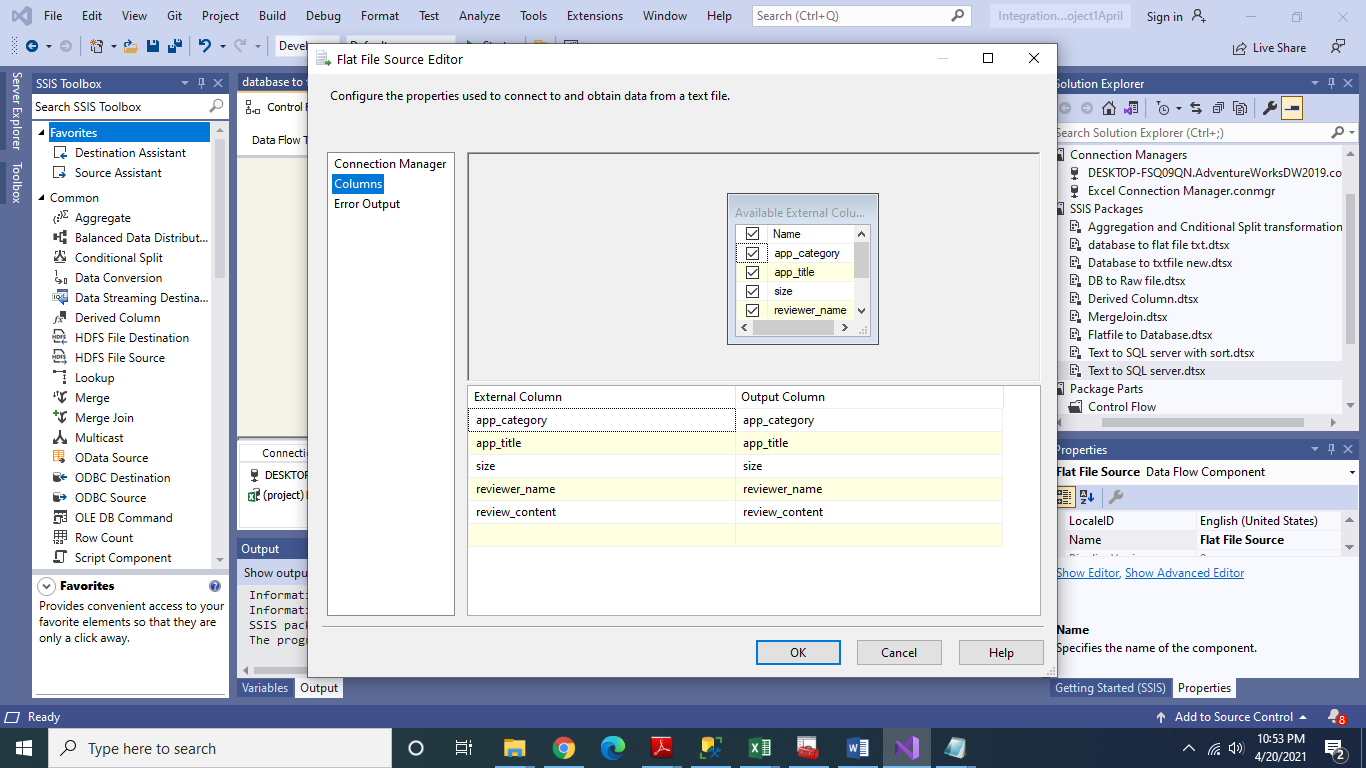 File Edit View Git Project Build Debug Format Test Analyze Tools Extensions Window Help Search (Ctrl+Q) Integration...oject1April Sign in
Live Share
SSIS Toolbox
Search SSIS Toolbox
Favorites
Destination Assistant
Source Assistant
Common
Aggregate
Balanced Data Distribut...
Conditional Split
Data Conversion
Data Streaming Destina...
Derived Column
HDFS File Destination
HDFS File Source
Lookup
Merge
Merge Join
Multicast
OData Source
ODBC Destination
ODBC Source
OLE DB Command
Row Count
Script Component
Favorites
Provides convenient access to your
favorite elements so that they are
only a click away.
Server Explorer
Toolbox
database to
Control
Data Flow
(project)
Output
Show outpu
SSIS
The
Variables Output
Flat File Source Editor
Configure the properties used to connect to and obtain data from a text file.
Connection Manager
Columns
Error Output
Available External Colu...
Name
app_category
app_title
size
reviewer_name
External Column Output Column
app_category app_category
app_title app_title
size size
reviewer_name reviewer_name
review_content review_content
OK Cancel Help
Solution Explorer
Search Solution Explorer (Ctrl+;)
Connection Managers
DESKTOP-FSQ09QN.AdventureWorksDW2019.co
Excel Connection Manager.conmgr
SSIS Packages
Aggregation and Cnditional Split transformation
database to flat file txt.dtsx
Database to txtfile new.dtsx
DB to Raw file.dtsx
Derived Column.dtsx
MergeJoin.dtsx
Flatfile to Database.dtsx
Text to SQL server with sort.dtsx
Text to SQL server.dtsx
Package Parts
Control Flow
Properties
Flat File Source Data Flow Component
LocaleID English (United States)
Name Flat File Source
Show Editor, Show Advanced Editor
Name
Specifies the name of the component.
Getting Started (SSIS) Properties
Ready Add to Source Control 8
Type here to search
10:53 PM
4/20/2021
2